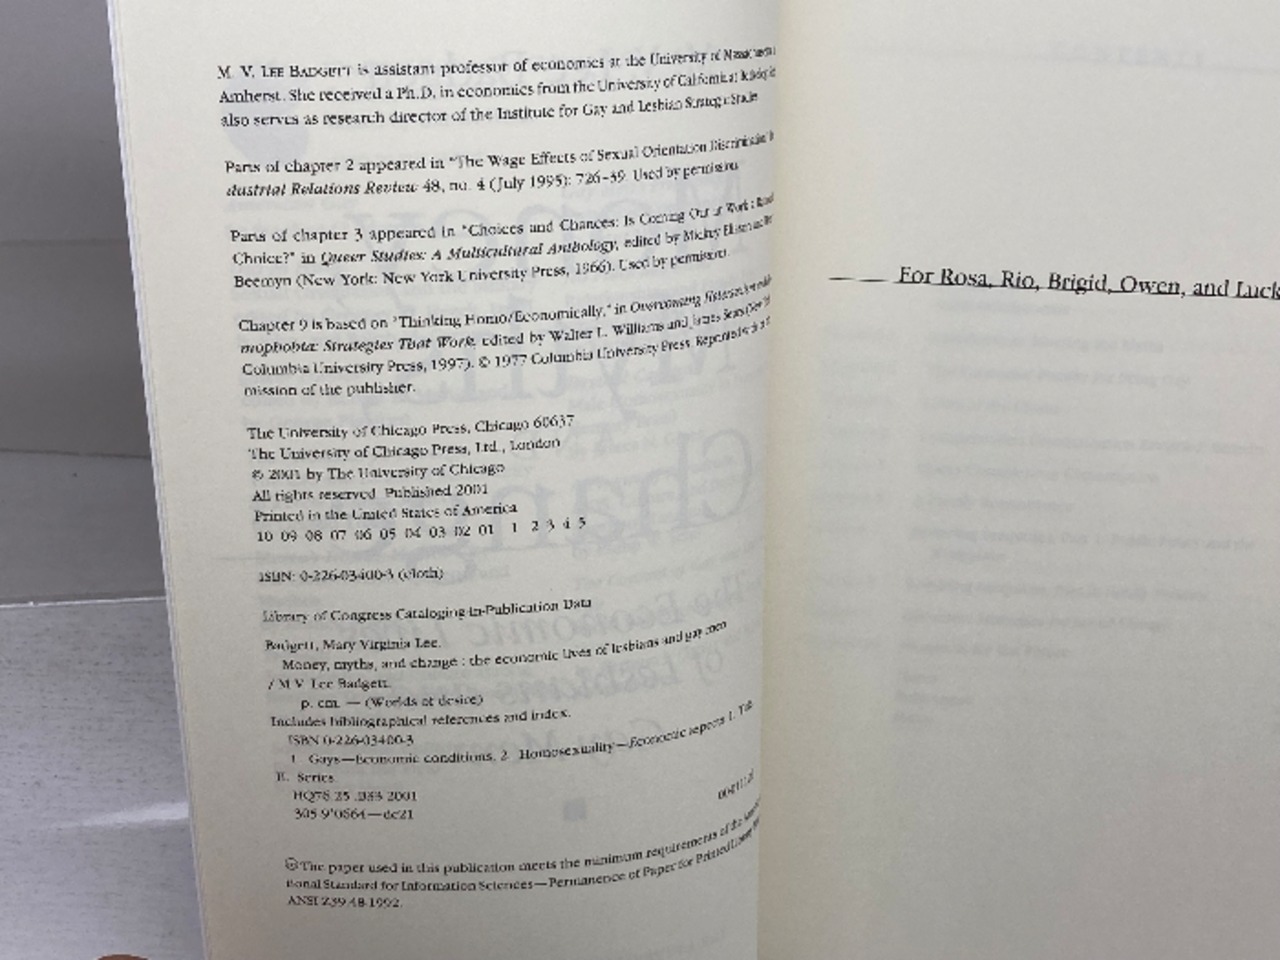 M. V. LEE BADGETT is assistant professor of economics at the University of Massachusetts
Amherst. She received a Ph.D. in economics from the University of California at
also serves as research director of the Institute for Gay and Lesbian Strategic Studies
Parts of chapter 2 appeared in "The Wage Effects of Sexual Orientation Discrimination
dustrial Relations Review 48, no. 4 (July 1995): 726–39. Used by permission
Parts of chapter 3 appeared in "Choices and Chances: Is Coming Out at Work a
Choice?" in Queer Studies: A Multicultural Anthology, edited by Mickey
Beemyn (New York: New York University Press, 1966). Used by permission.
Chapter 9 is based on "Thinking Homo/Economically," in Overcoming
mophobia: Strategies That Work, edited by Walter L. Williams and James Sears
Columbia University Press, 1997). © 1977 Columbia University Press. Reprinted
mission of the publisher.
The University of Chicago Press, Chicago 60637
The University of Chicago Press, Ltd., London
© 2001 by The University of Chicago
All rights reserved. Published 2001
Printed in the United States of America
10 09 08 07 06 05 04 03 02 01 1 2 3 4 5
ISBN: 0-226-03400-3 (cloth)
Library of Congress Cataloging-in-Publication Data
Badgett, Mary Virginia Lee.
Money, myths, and change : the economic lives of lesbians and gay men
/ M.V. Lee Badgett.
p. cm. — (Worlds of desire)
Includes bibliographical references and index.
ISBN 0-226-03400-3
1. Gays—Economic conditions. 2. Homosexuality—Economic aspects I. Title
II. Series.
HQ76.25 .B33 2001
305.9'0664—dc21
The paper used in this publication meets the minimum requirements of the
tional Standard for Information Sciences—Permanence of Paper for Printed
ANSI Z39.48-1992.
For Rosa, Rio, Brigid, Owen, and Luck